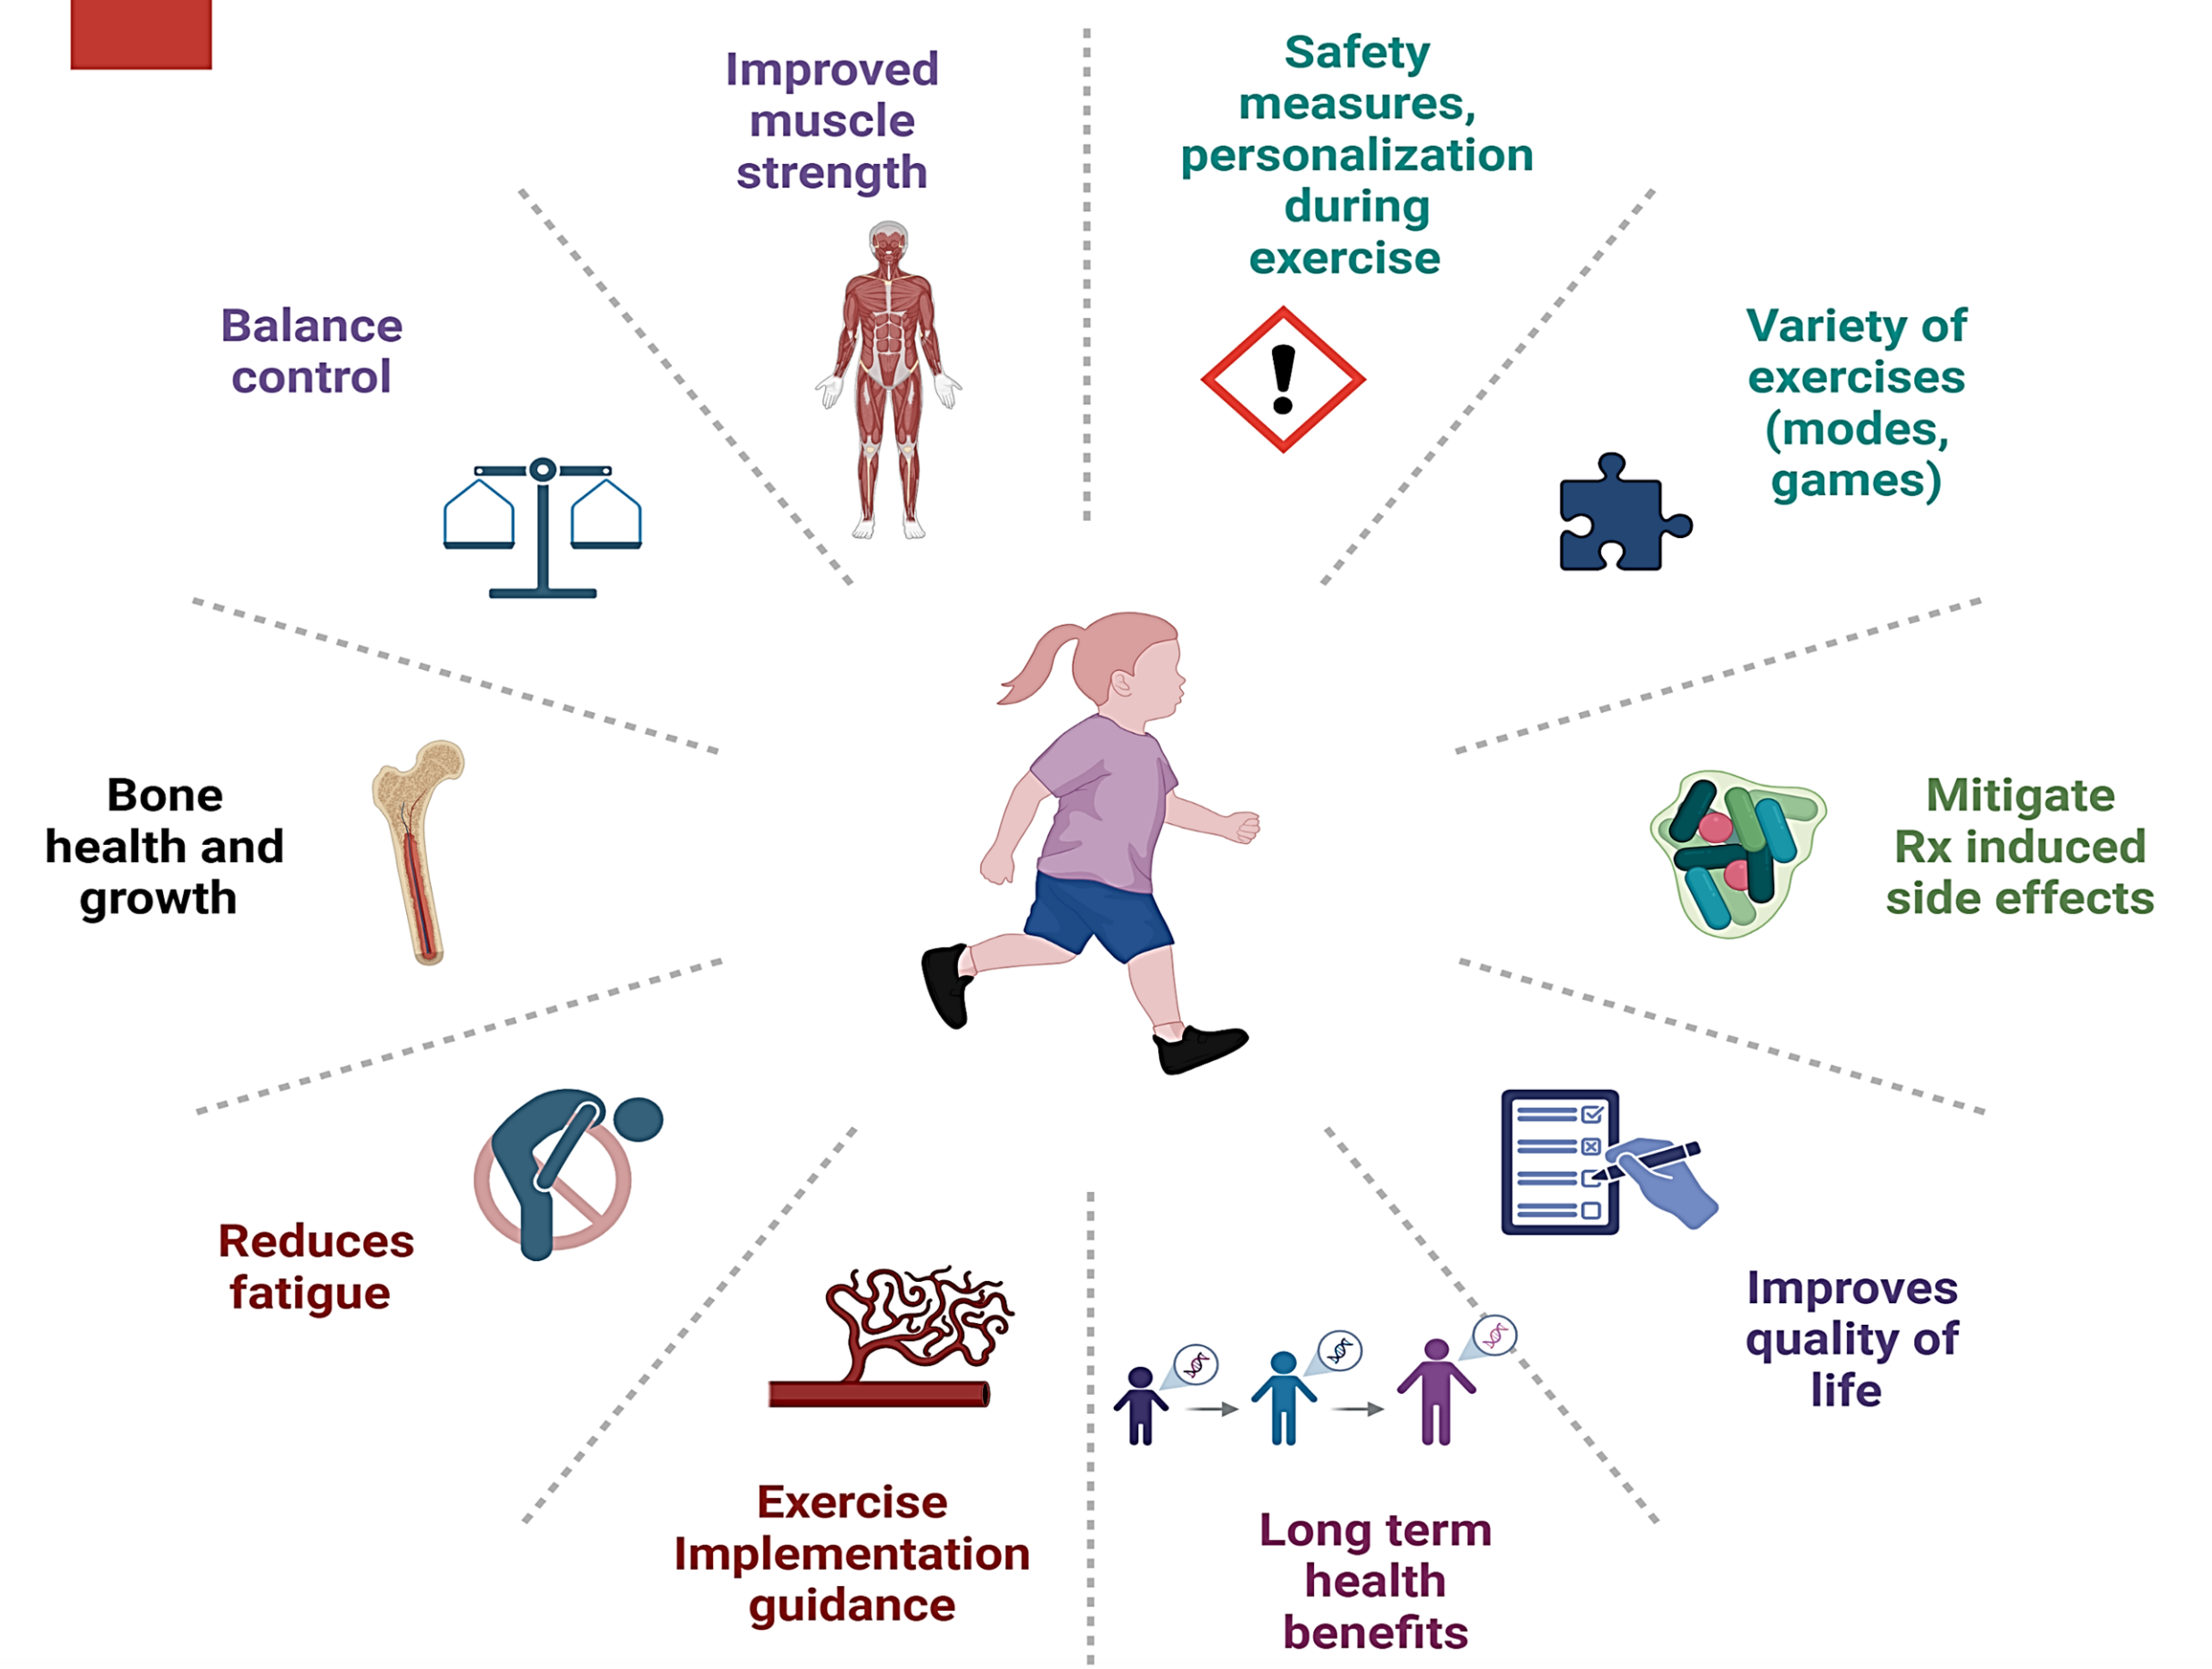 Improved
muscle
strength
Safety
measures,
personalization
during
exercise
Variety of
exercises
(modes,
games)
Balance
control
Bone
health and
growth
Mitigate
Rx induced
side effects
Reduces
fatigue
Improves
quality of
life
Exercise
Implementation
guidance
Long term
health
benefits